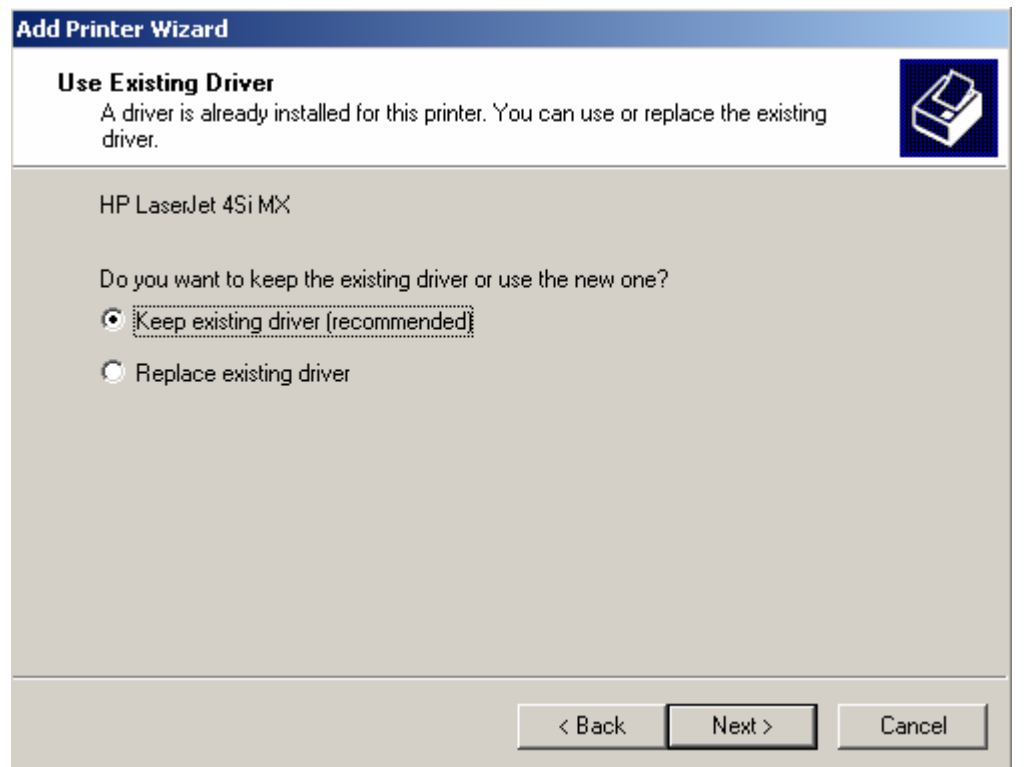 Add Printer Wizard
Use Existing Driver
A driver is already installed for this printer. You can use or replace the existing
driver.
HP LaserJet 4Si MX
Do you want to keep the existing driver or use the new one?
Keep existing driver (recommended)
Replace existing driver
< Back Next > Cancel